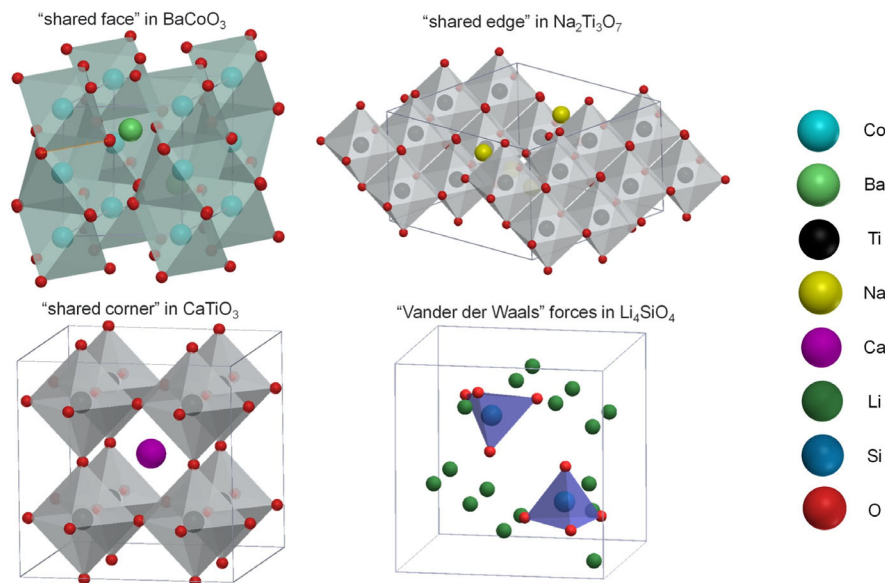 “shared face” in BaCoO₃
“shared edge” in Na₂Ti₃O₇
“shared corner” in CaTiO₃
“Vander der Waals” forces in Li₄SiO₄
Co
Ba
Ti
Na
Ca
Li
Si
O